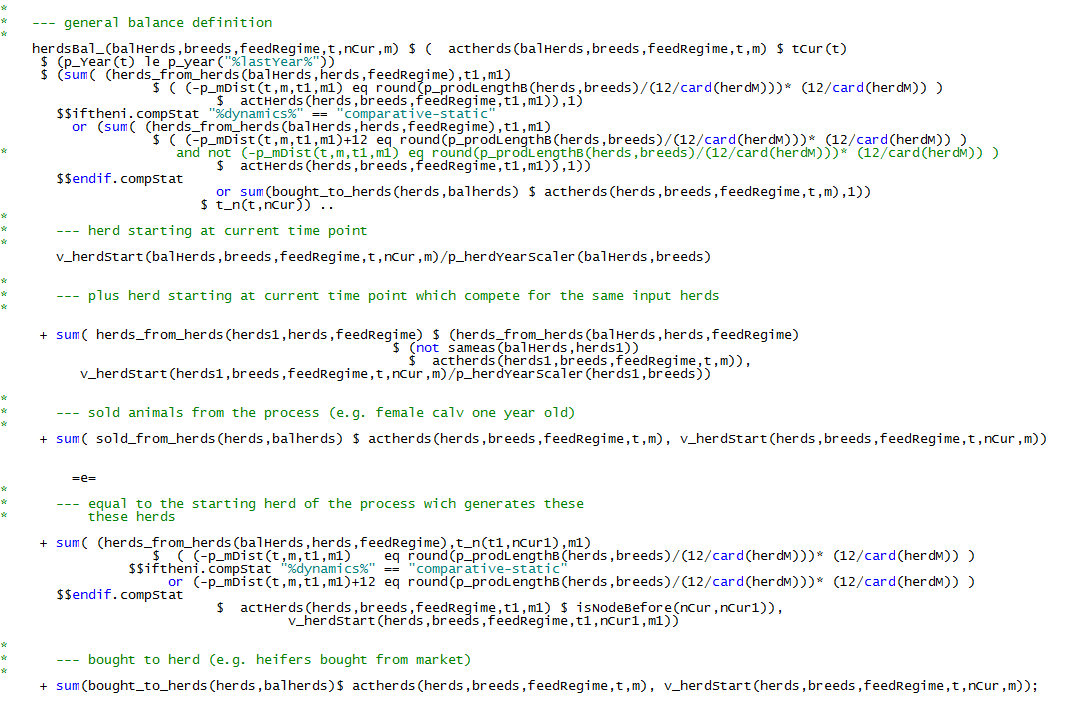 *
*   --- general balance definition
*
    herdsBal_(balHerds,breeds,feedRegime,t,nCur,m) $ (  actherds(balHerds,breeds,feedRegime,t,m) $ tCur(t)
     $ (p_Year(t) le p_year("%lastYear%"))
     $ (sum( (herds_from_herds(balHerds,herds,feedRegime),t1,m1)
                   $ ( (-p_mDist(t,m,t1,m1) eq round(p_prodLengthB(herds,breeds)/(12/card(herdM)))* (12/card(herdM)) )
                           $  actHerds(herds,breeds,feedRegime,t1,m1)),1)
       $$iftheni.compStat "%dynamics%" == "comparative-static"
         or (sum( (herds_from_herds(balHerds,herds,feedRegime),t1,m1)
                   $ ( (-p_mDist(t,m,t1,m1)+12 eq round(p_prodLengthB(herds,breeds)/(12/card(herdM)))* (12/card(herdM)) )
*                     and not (-p_mDist(t,m,t1,m1) eq round(p_prodLengthB(herds,breeds)/(12/card(herdM)))* (12/card(herdM)) )
                           $  actHerds(herds,breeds,feedRegime,t1,m1)),1))
       $$endif.compStat
                           or sum(bought_to_herds(herds,balherds) $ actherds(herds,breeds,feedRegime,t,m),1))
                         $ t_n(t,nCur)) ..
*
*      --- herd starting at current time point
*
       v_herdStart(balHerds,breeds,feedRegime,t,nCur,m)/p_herdYearScaler(balHerds,breeds)
*
*      --- plus herd starting at current time point which compete for the same input herds
*
     + sum( herds_from_herds(herds1,herds,feedRegime) $ (herds_from_herds(balHerds,herds,feedRegime)
                                                 $ (not sameas(balHerds,herds1))
                                                   $  actherds(herds1,breeds,feedRegime,t,m)),
          v_herdStart(herds1,breeds,feedRegime,t,nCur,m)/p_herdYearScaler(herds1,breeds))
*
*      --- sold animals from the process (e.g. female calv one year old)
*
     + sum( sold_from_herds(herds,balherds) $ actherds(herds,breeds,feedRegime,t,m), v_herdStart(herds,breeds,feedRegime,t,nCur,m))
         =e=
*
*      --- equal to the starting herd of the process wich generates these
*          these herds
     + sum( (herds_from_herds(balHerds,herds,feedRegime),t_n(t1,nCur1),m1)
                   $  ( (-p_mDist(t,m,t1,m1)    eq round(p_prodLengthB(herds,breeds)/(12/card(herdM)))* (12/card(herdM)) )
                $$iftheni.compStat "%dynamics%" == "comparative-static"
                     or (-p_mDist(t,m,t1,m1)+12 eq round(p_prodLengthB(herds,breeds)/(12/card(herdM)))* (12/card(herdM)) )
       $$endif.compStat
                           $  actHerds(herds,breeds,feedRegime,t1,m1) $ isNodeBefore(nCur,nCur1)),
                                    v_herdStart(herds,breeds,feedRegime,t1,nCur1,m1))
*
*      --- bought to herd (e.g. heifers bought from market)
*
     + sum(bought_to_herds(herds,balherds)$ actherds(herds,breeds,feedRegime,t,m), v_herdStart(herds,breeds,feedRegime,t,nCur,m));